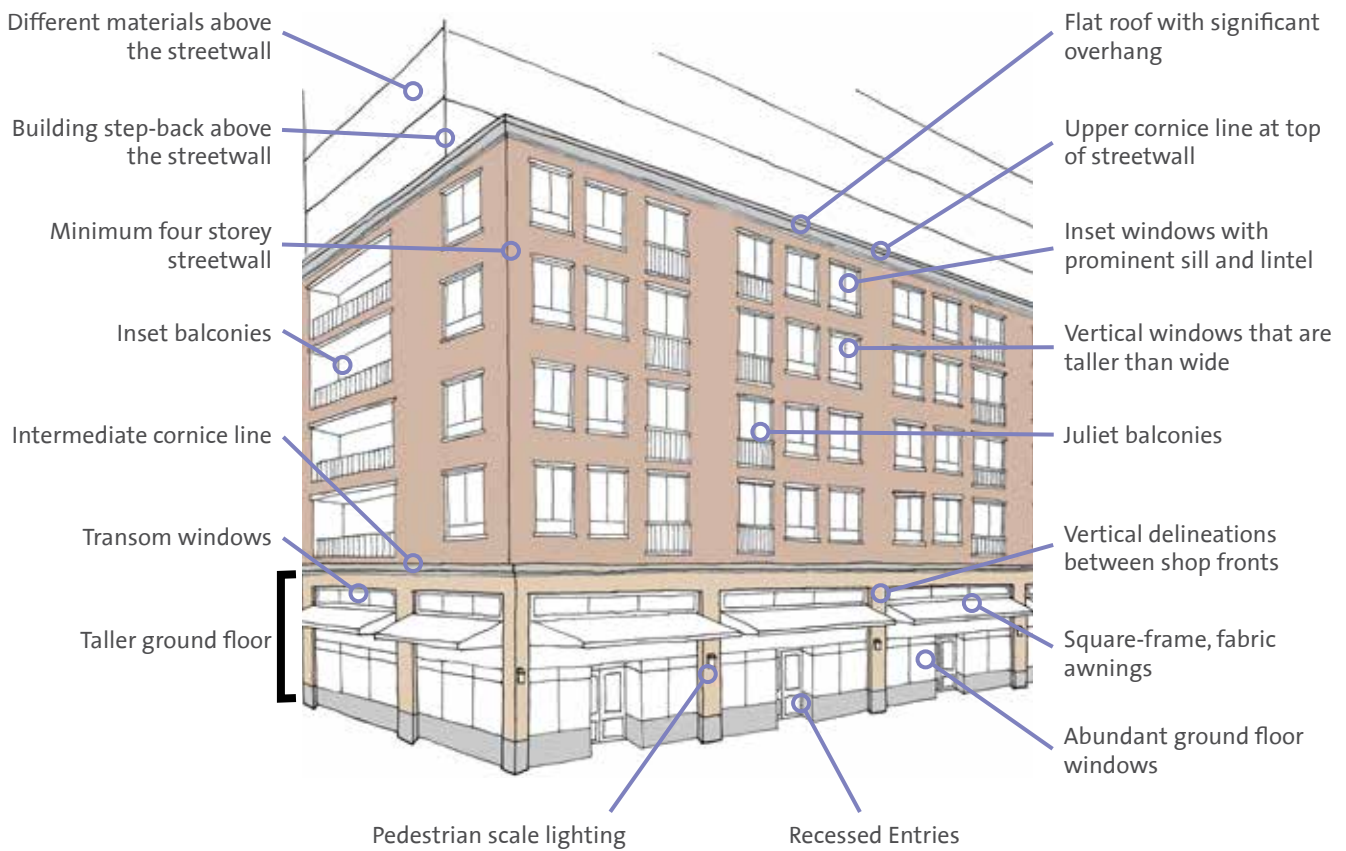 Different materials above
the streetwall
Building step-back above
the streetwall
Minimum four storey
streetwall
Inset balconies
Intermediate cornice line
Transom windows
Taller ground floor
Flat roof with significant
overhang
Upper cornice line at top
of streetwall
Inset windows with
prominent sill and lintel
Vertical windows that are
taller than wide
Juliet balconies
Vertical delineations
between shop fronts
Square-frame, fabric
awnings
Abundant ground floor
windows
Pedestrian scale lighting
Recessed Entries